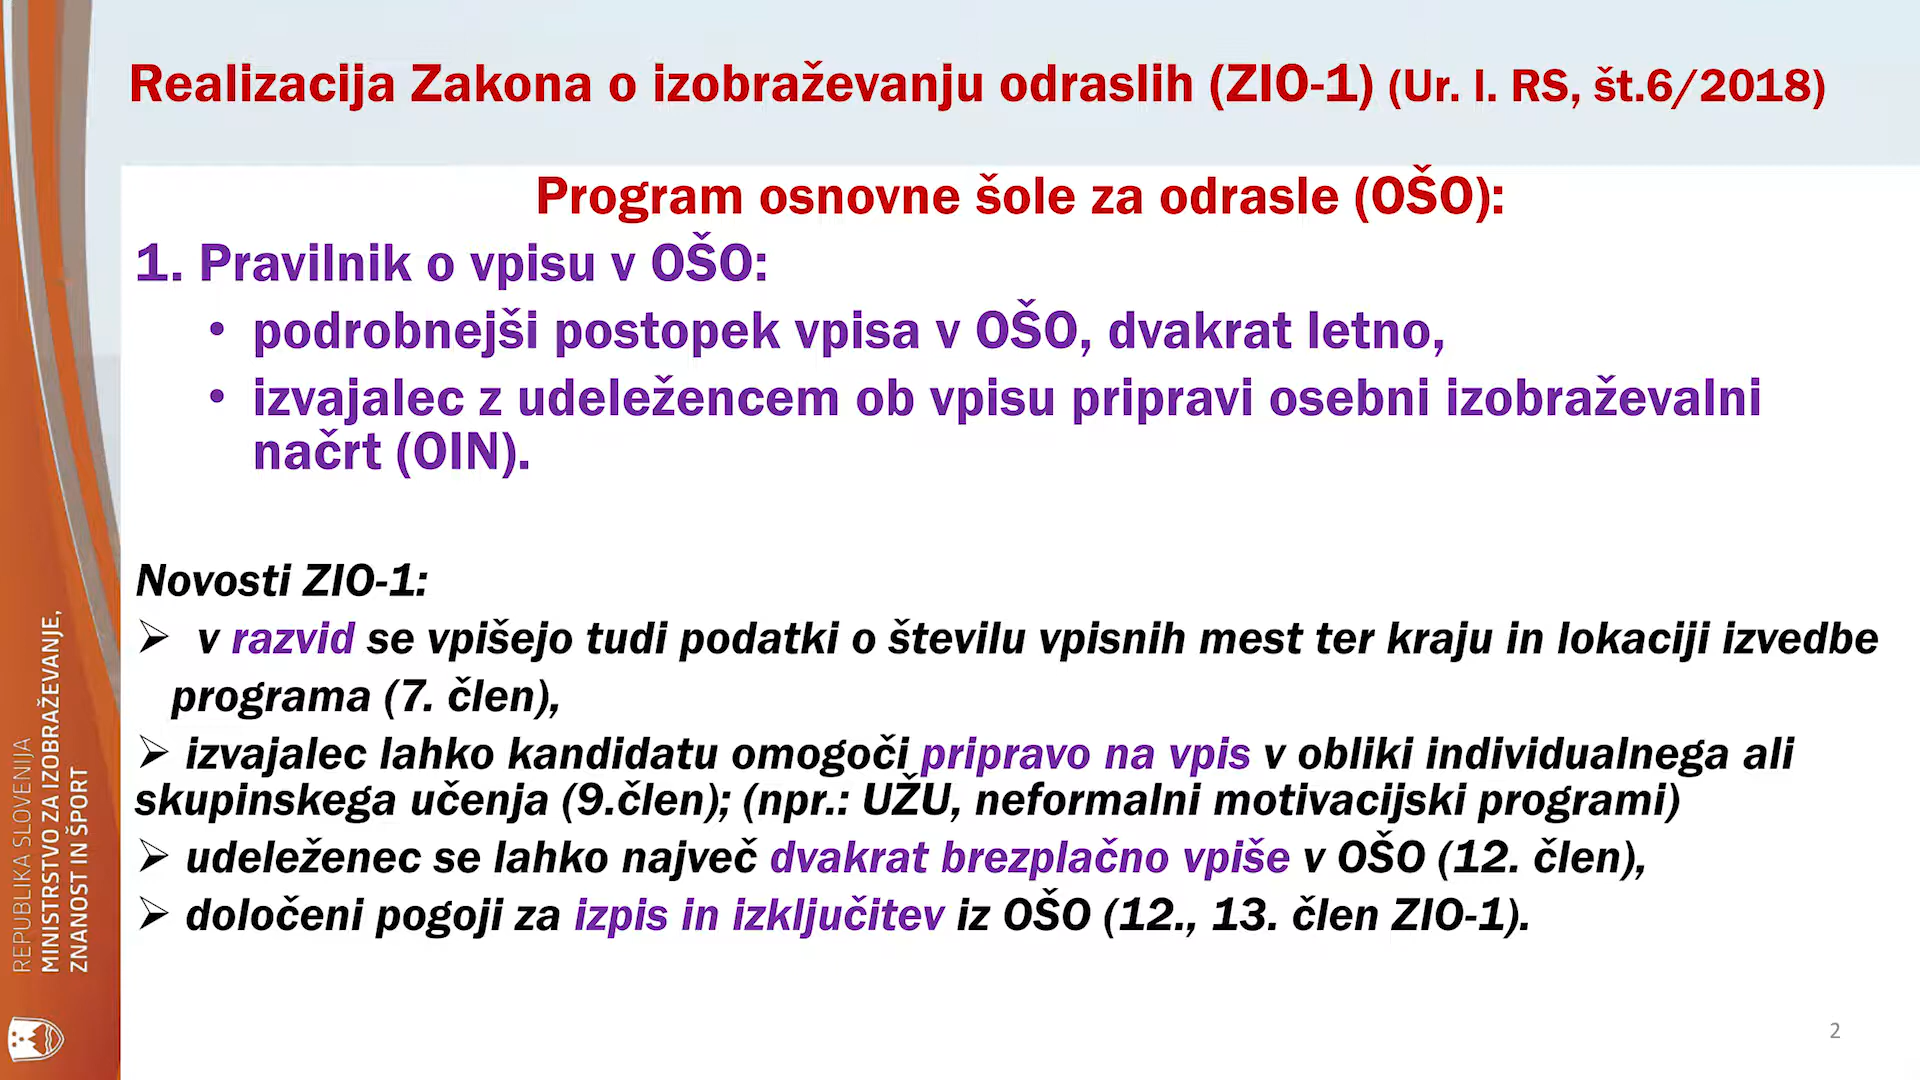 Realizacija Zakona o izobraževanju odraslih (ZIO-1) (Ur. l. RS, št.6/2018)
Program osnovne šole za odrasle (OŠO):
1. Pravilnik o vpisu v OŠO:
• podrobnejši postopek vpisa v OŠO, dvakrat letno,
• izvajalec z udeležencem ob vpisu pripravi osebni izobraževalni
načrt (OIN).
Novosti ZIO-1:
➢ v razvid se vpišejo tudi podatki o številu vpisnih mest ter kraju in lokaciji izvedbe
programa (7. člen),
➢ izvajalec lahko kandidatu omogoči pripravo na vpis v obliki individualnega ali
skupinskega učenja (9.člen); (npr.: UŽU, neformalni motivacijski programi)
➢ udeleženec se lahko največ dvakrat brezplačno vpiše v OŠO (12. člen),
➢ določeni pogoji za izpis in izključitev iz OŠO (12., 13. člen ZIO-1).
REPUBLIKA SLOVENIJA
MINISTRSTVO ZA IZOBRAŽEVANJE,
ZNANOST IN ŠPORT
2